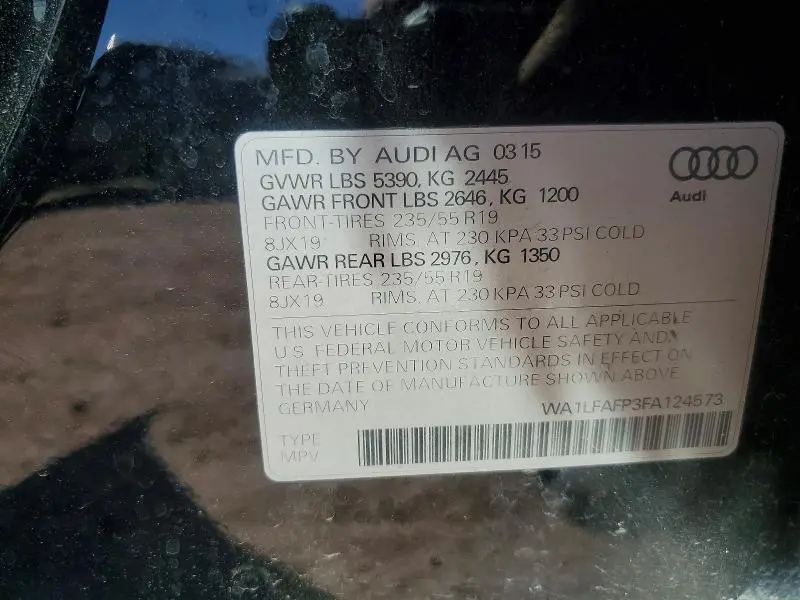 MFD. BY AUDI AG 03 15
GVWR LBS 5390, KG 2445
GAWR FRONT LBS 2646, KG 1200
FRONT-TIRES 235/55 R19
8JX19 RIMS, AT 230 KPA 33 PSI COLD
GAWR REAR LBS 2976, KG 1350
REAR-TIRES 235/55 R19
8JX19 RIMS, AT 230 KPA 33 PSI COLD
Audi
THIS VEHICLE CONFORMS TO ALL APPLICABLE
U.S. FEDERAL MOTOR VEHICLE SAFETY AND
THEFT PREVENTION STANDARDS IN EFFECT ON
THE DATE OF MANUFACTURE SHOWN ABOVE.
GERMANY WA1LFAFP3FA124573
TYPE
MPV